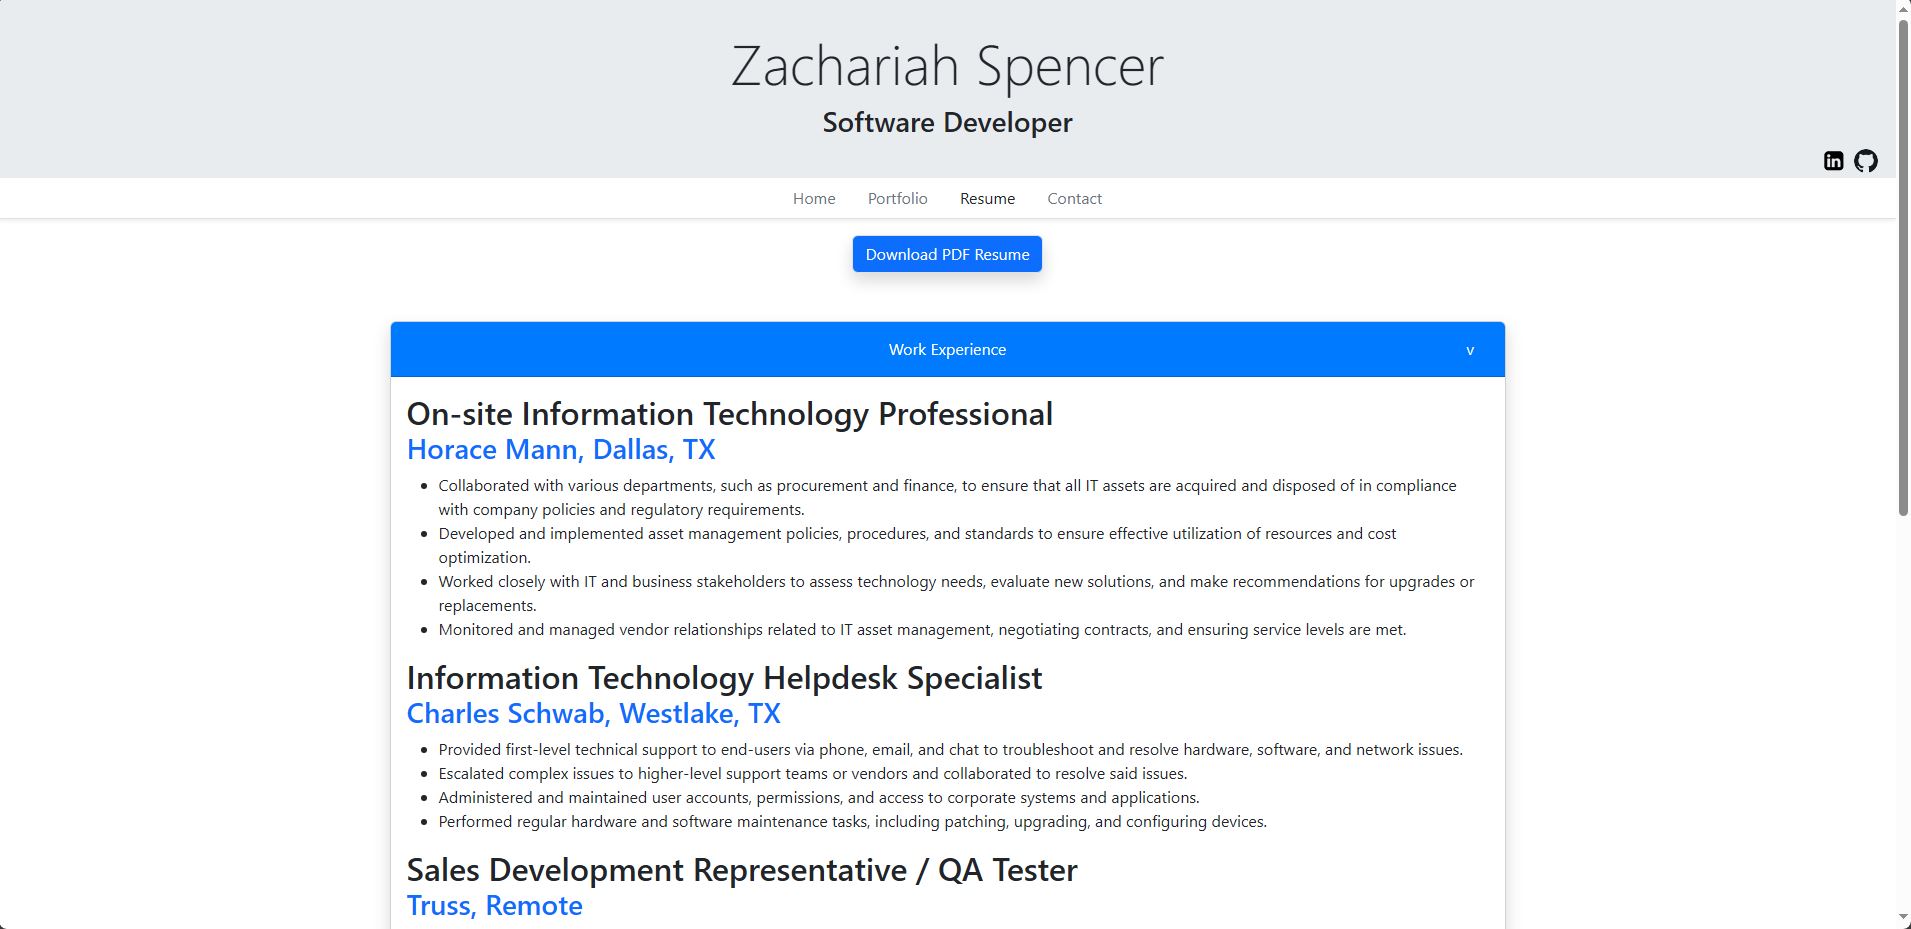 Zachariah Spencer
Software Developer
Home Portfolio Resume Contact
Download PDF Resume
Work Experience v
On-site Information Technology Professional
Horace Mann, Dallas, TX
• Collaborated with various departments, such as procurement and finance, to ensure that all IT assets are acquired and disposed of in compliance
with company policies and regulatory requirements.
• Developed and implemented asset management policies, procedures, and standards to ensure effective utilization of resources and cost
optimization.
• Worked closely with IT and business stakeholders to assess technology needs, evaluate new solutions, and make recommendations for upgrades or
replacements.
• Monitored and managed vendor relationships related to IT asset management, negotiating contracts, and ensuring service levels are met.
Information Technology Helpdesk Specialist
Charles Schwab, Westlake, TX
• Provided first-level technical support to end-users via phone, email, and chat to troubleshoot and resolve hardware, software, and network issues.
• Escalated complex issues to higher-level support teams or vendors and collaborated to resolve said issues.
• Administered and maintained user accounts, permissions, and access to corporate systems and applications.
• Performed regular hardware and software maintenance tasks, including patching, upgrading, and configuring devices.
Sales Development Representative / QA Tester
Truss, Remote